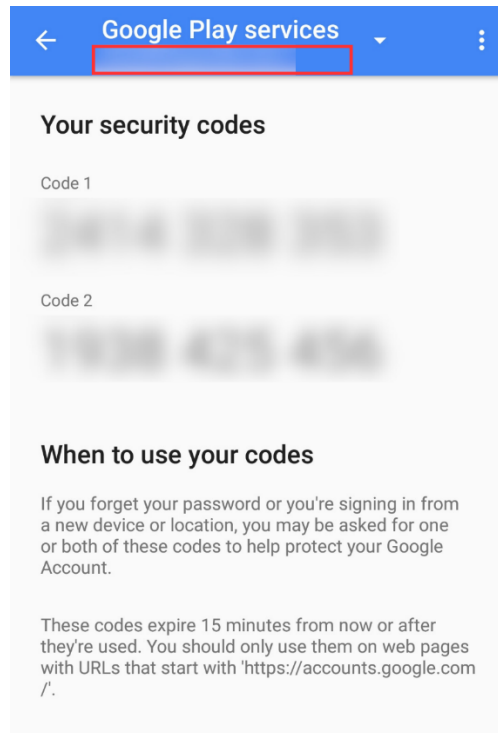 Google Play services
Your security codes
Code 1
Code 2
When to use your codes
If you forget your password or you're signing in from
a new device or location, you may be asked for one
or both of these codes to help protect your Google
Account.
These codes expire 15 minutes from now or after
they're used. You should only use them on web pages
with URLs that start with 'https://accounts.google.com
/'.